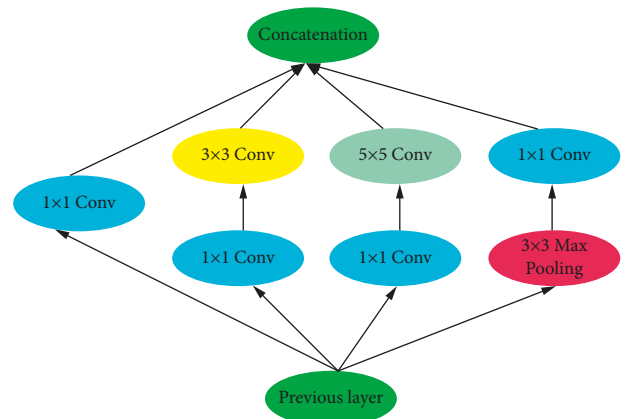 Concatenation
3×3 Conv
5×5 Conv
1×1 Conv
1×1 Conv
1×1 Conv
1×1 Conv
3×3 Max
Pooling
Previous layer